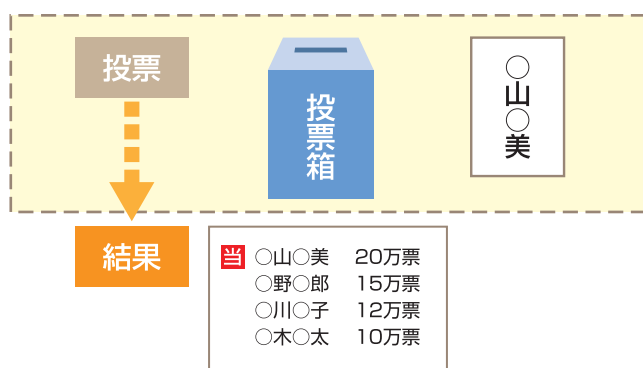 投票
投票箱
○山○美
結果
当 ○山○美 20万票
○野○郎 15万票
○川○子 12万票
○木○太 10万票